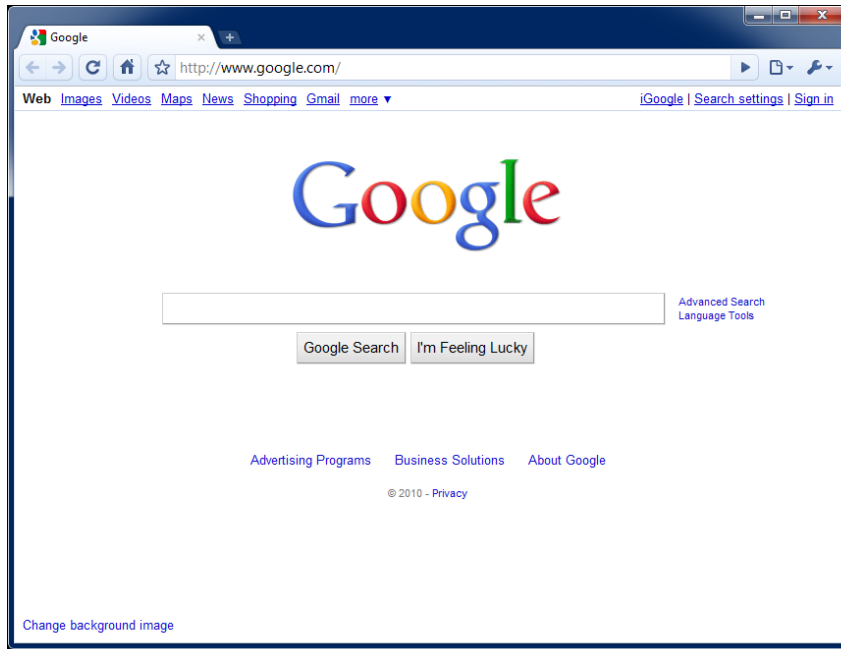 Google
http://www.google.com/
Web Images Videos Maps News Shopping Gmail more ▼ iGoogle | Search settings | Sign in
Google
Advanced Search
Language Tools
Google Search I'm Feeling Lucky
Advertising Programs Business Solutions About Google
© 2010 - Privacy
Change background image